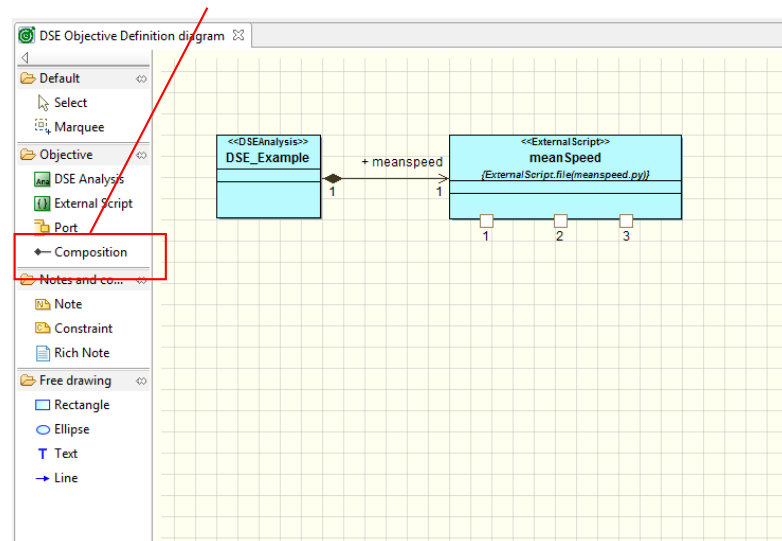 DSE Objective Definition diagram
Default
Select
Marquee
Objective
DSE Analysis
External Script
Port
Composition
Notes and co...
Note
Constraint
Rich Note
Free drawing
Rectangle
Ellipse
T Text
Line
<<DSEAnalysis>>
DSE_Example
+ meanspeed
1
1
<<ExternalScript>>
meanSpeed
{ExternalScript.file(meanspeed.py)}
1
2
3